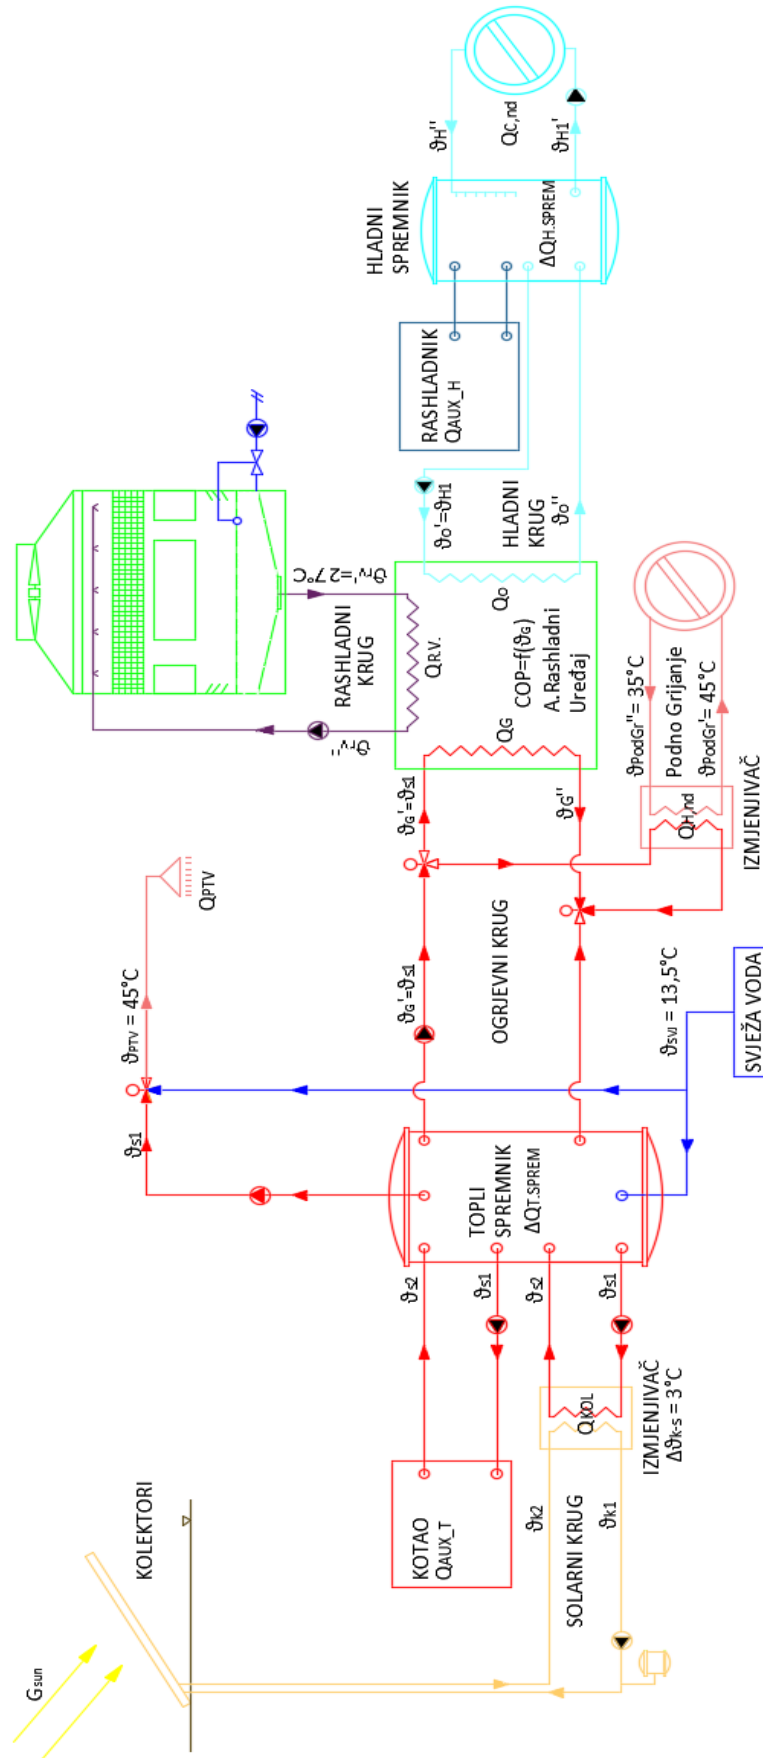 Gsun
KOLEKTORI
KOTAO
QAUX_T
SOLARNI KRUG
ϑk2
ϑk1
QKOL
IZMJENJIVAČ
Δϑk-s = 3°C
ϑs2
ϑs1
ϑs2
ϑs1
TOPLI
SPREMNIK
ΔQT.SPREM
ϑs1
ϑPTV = 45°C
QPTV
SVJEŽA VODA
ϑSVJ = 13,5°C
OGRJEVNI KRUG
ϑG'=ϑs1
ϑG'=ϑs1
ϑG''
IZMJENJIVAČ
QH,nd
ϑPodGr''= 35°C
Podno Grijanje
ϑPodGr'= 45°C
QG
COP=f(ϑG)
A.Rashladni
Uređaj
QR.V.
Qo
ϑrv''
RASHLADNI
KRUG
ϑrv'=27°C
ϑo'=ϑH1
HLADNI
KRUG
ϑo''
RASHLADNIK
QAUX_H
HLADNI
SPREMNIK
ΔQH.SPREM
ϑH''
QC,nd
ϑH1'